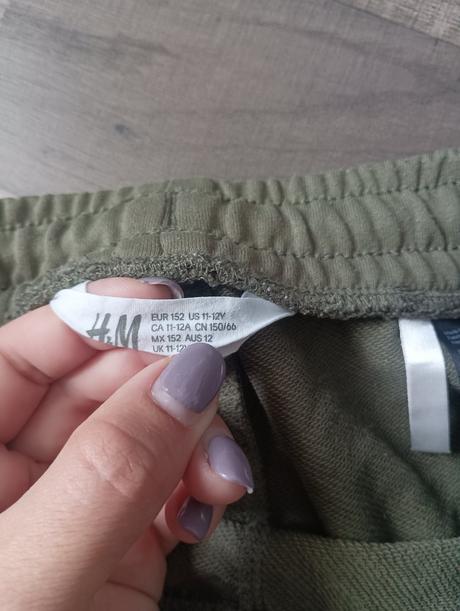 H&M
EUR 152 US 11-12Y
CA 11-12A CN 150/66
MX 152 AUS 12
UK 11-12